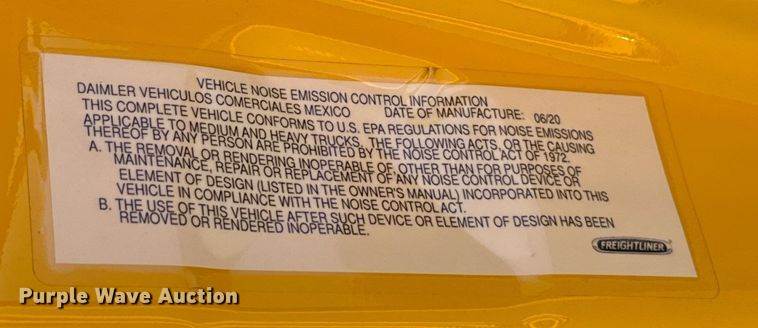 VEHICLE NOISE EMISSION CONTROL INFORMATION
DAIMLER VEHICULOS COMERCIALES MEXICO DATE OF MANUFACTURE: 06/20
THIS COMPLETE VEHICLE CONFORMS TO U.S. EPA REGULATIONS FOR NOISE EMISSIONS
APPLICABLE TO MEDIUM AND HEAVY TRUCKS. THE FOLLOWING ACTS, OR THE CAUSING
THEREOF BY ANY PERSON ARE PROHIBITED BY THE NOISE CONTROL ACT OF 1972.
A. THE REMOVAL OR RENDERING INOPERABLE OF, OTHER THAN FOR PURPOSES OF
MAINTENANCE, REPAIR OR REPLACEMENT OF ANY NOISE CONTROL DEVICE OR
ELEMENT OF DESIGN (LISTED IN THE OWNER'S MANUAL) INCORPORATED INTO THIS
VEHICLE IN COMPLIANCE WITH THE NOISE CONTROL ACT.
B. THE USE OF THIS VEHICLE AFTER SUCH DEVICE OR ELEMENT OF DESIGN HAS BEEN
REMOVED OR RENDERED INOPERABLE.
FREIGHTLINER
Purple Wave Auction